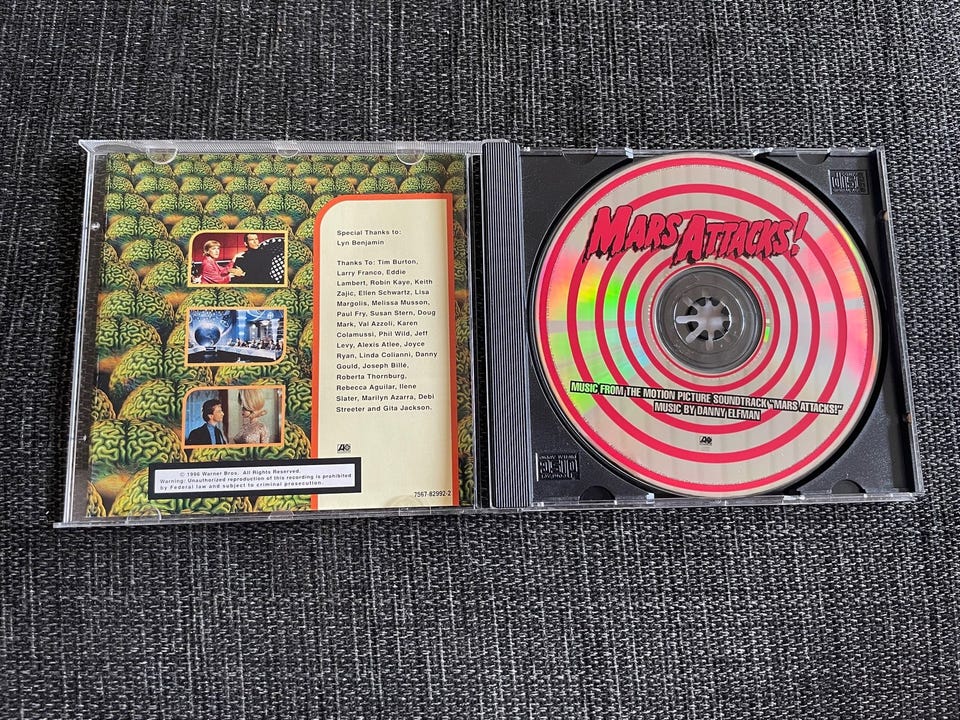 Special Thanks to:
Lyn Benjamin
Thanks To: Tim Burton,
Larry Franco, Eddie
Lambert, Robin Kaye, Keith
Zajic, Ellen Schwartz, Lisa
Margolis, Melissa Musson,
Paul Fry, Susan Stern, Doug
Mark, Val Azzoli, Karen
Colamussi, Phil Wild, Jeff
Levy, Alexis Atlee, Joyce
Ryan, Linda Colianni, Danny
Gould, Joseph Bille,
Roberta Thornburg,
Rebecca Aguilar, Ilene
Slater, Marilyn Azarra, Debi
Streeter and Gita Jackson.
© 1996 Warner Bros. All Rights Reserved.
Warning: Unauthorized reproduction of this recording is prohibited
by Federal law and subject to criminal prosecution.
7567-82992-2
MARS ATTACKS!
MUSIC FROM THE MOTION PICTURE SOUNDTRACK "MARS ATTACKS!"
MUSIC BY DANNY ELFMAN
disc
disc